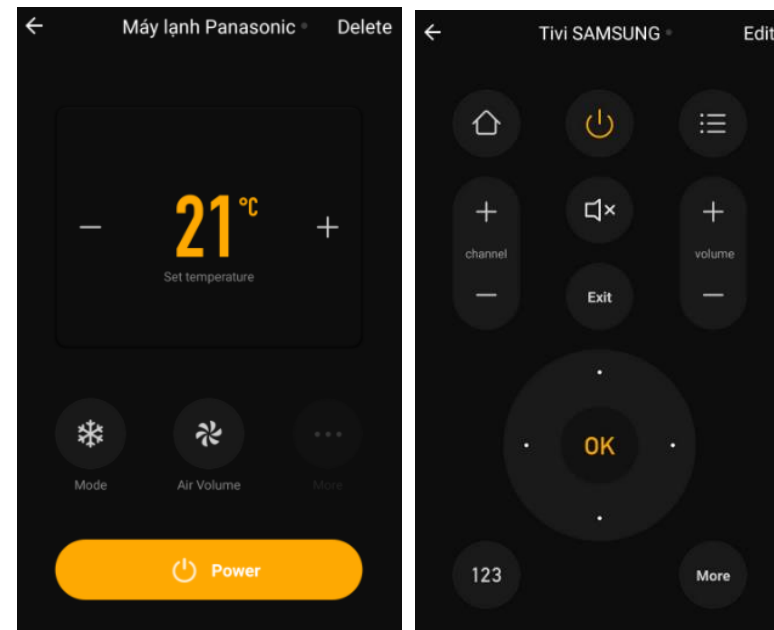 Máy lạnh Panasonic Delete
21 °C
Set temperature
Mode Air Volume More
Power
Tivi SAMSUNG Edit
channel volume
Exit
OK
123 More